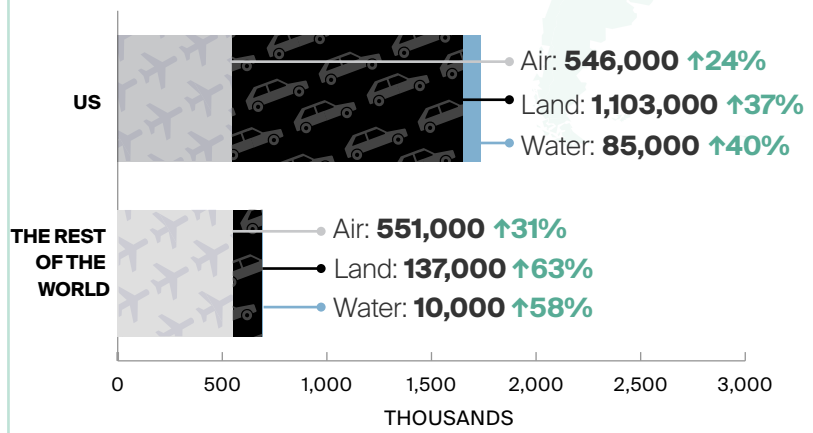 US
Air: 546,000 ↑24%
Land: 1,103,000 ↑37%
Water: 85,000 ↑40%
THE REST
OF THE
WORLD
Air: 551,000 ↑31%
Land: 137,000 ↑63%
Water: 10,000 ↑58%
0 500 1,000 1,500 2,000 2,500 3,000
THOUSANDS